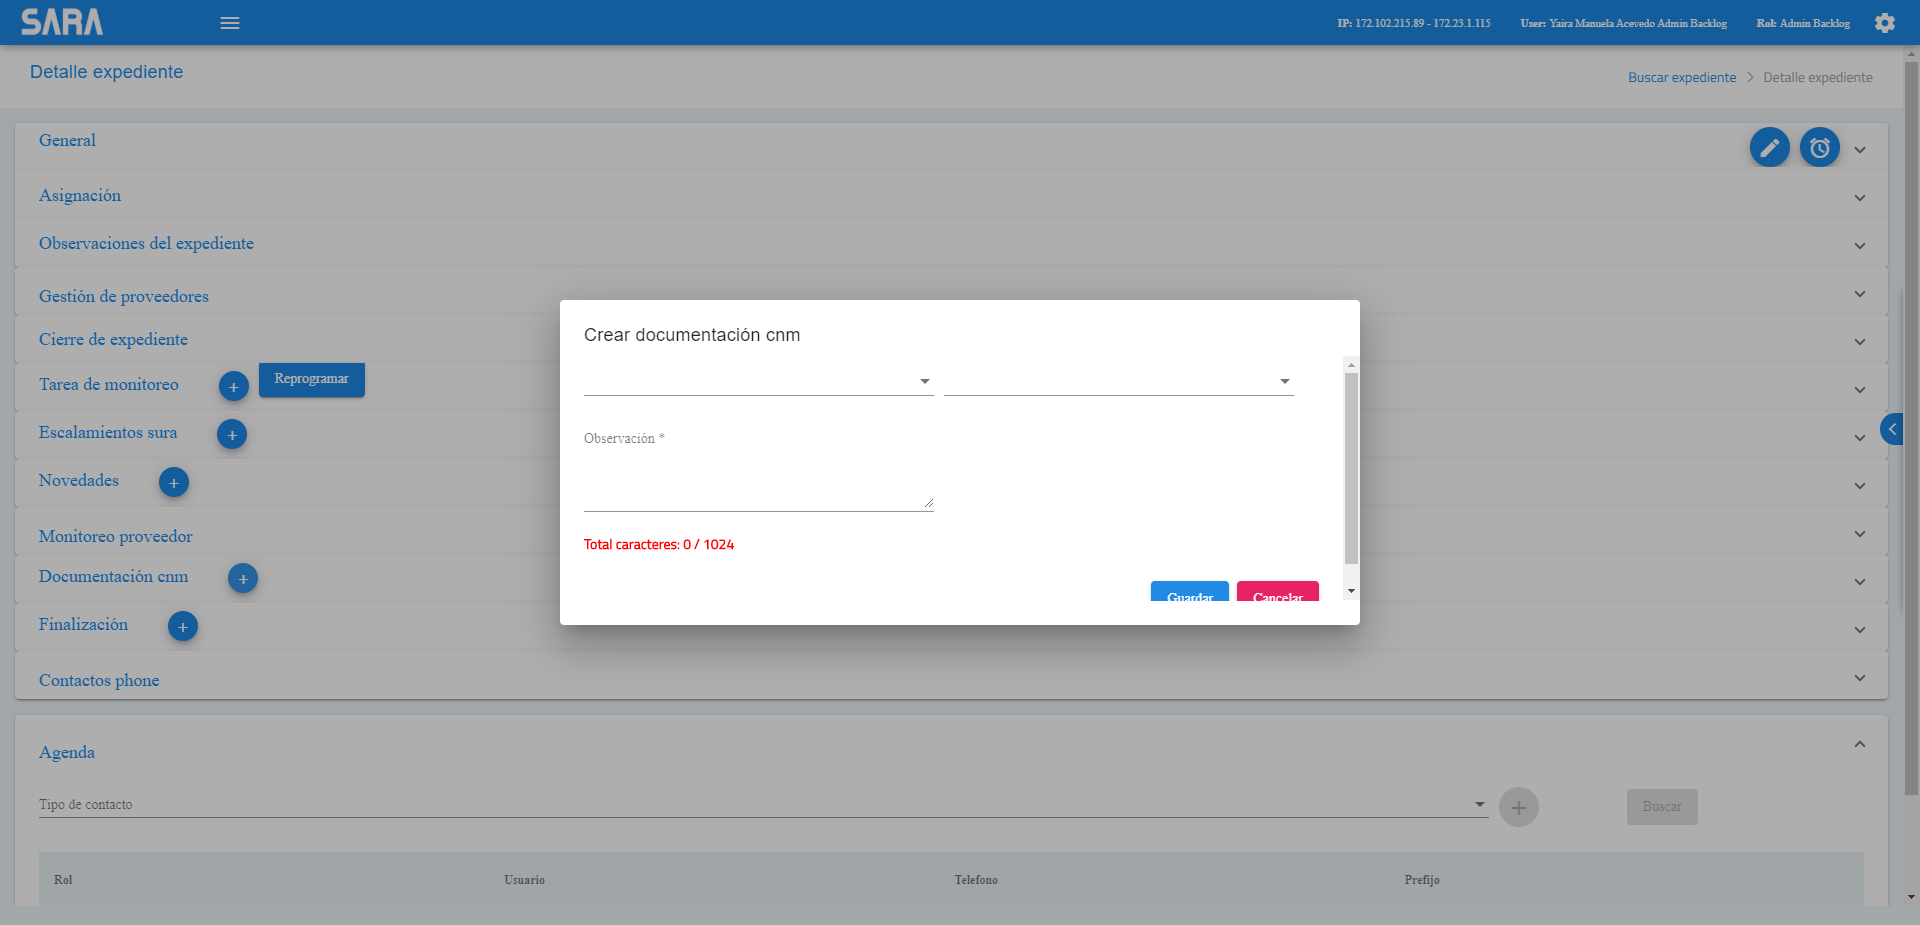 SARA
IP: 172.102.215.89 - 172.23.1.115 User: Yaira Manuela Acevedo Admin Backlog Rol: Admin Backlog
Detalle expediente
Buscar expediente > Detalle expediente
General
Asignación
Observaciones del expediente
Gestión de proveedores
Cierre de expediente
Tarea de monitoreo + Reprogramar
Escalamientos sura +
Novedades +
Monitoreo proveedor
Documentación cnm +
Finalización +
Contactos phone
Crear documentación cnm
Observación *
Total caracteres: 0 / 1024
Guardar Cancelar
Agenda
Tipo de contacto + Buscar
Rol Usuario Telefono Prefijo